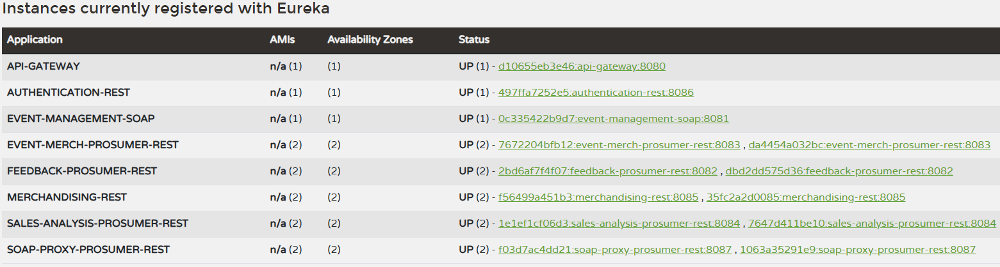 Instances currently registered with Eureka
Application AMIs Availability Zones Status
API-GATEWAY n/a (1) (1) UP (1) - d10655eb3e46:api-gateway:8080
AUTHENTICATION-REST n/a (1) (1) UP (1) - 497ffa7252e5:authentication-rest:8086
EVENT-MANAGEMENT-SOAP n/a (1) (1) UP (1) - 0c335422b9d7:event-management-soap:8081
EVENT-MERCH-PROSUMER-REST n/a (2) (2) UP (2) - 7672204bfb12:event-merch-prosumer-rest:8083 , da4454a032bc:event-merch-prosumer-rest:8083
FEEDBACK-PROSUMER-REST n/a (2) (2) UP (2) - 2bd6af7f4f07:feedback-prosumer-rest:8082 , dbd2dd575d36:feedback-prosumer-rest:8082
MERCHANDISING-REST n/a (2) (2) UP (2) - f56499a451b3:merchandising-rest:8085 , 35fc2a2d0085:merchandising-rest:8085
SALES-ANALYSIS-PROSUMER-REST n/a (2) (2) UP (2) - 1e1ef1cf06d3:sales-analysis-prosumer-rest:8084 , 7647d411be10:sales-analysis-prosumer-rest:8084
SOAP-PROXY-PROSUMER-REST n/a (2) (2) UP (2) - f03d7ac4dd21:soap-proxy-prosumer-rest:8087 , 1063a35291e9:soap-proxy-prosumer-rest:8087